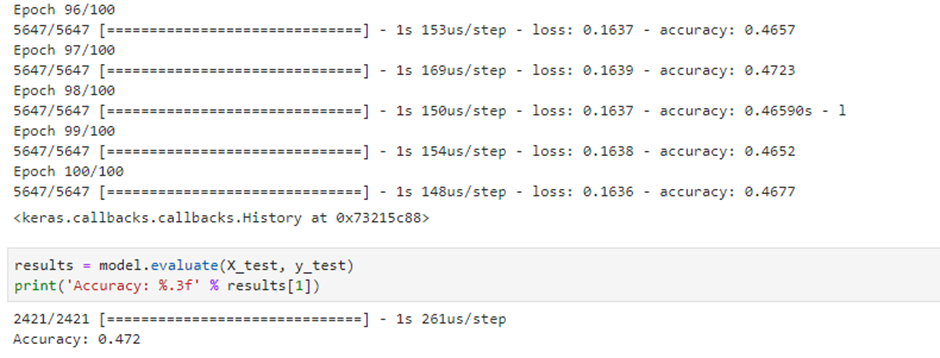 Epoch 96/100
5647/5647 [==============================] - 1s 153us/step - loss: 0.1637 - accuracy: 0.4657
Epoch 97/100
5647/5647 [==============================] - 1s 169us/step - loss: 0.1639 - accuracy: 0.4723
Epoch 98/100
5647/5647 [==============================] - 1s 150us/step - loss: 0.1637 - accuracy: 0.46590s - l
Epoch 99/100
5647/5647 [==============================] - 1s 154us/step - loss: 0.1638 - accuracy: 0.4652
Epoch 100/100
5647/5647 [==============================] - 1s 148us/step - loss: 0.1636 - accuracy: 0.4677
<keras.callbacks.callbacks.History at 0x73215c88>
results = model.evaluate(X_test, y_test)
print('Accuracy: %.3f' % results[1])
2421/2421 [==============================] - 1s 261us/step
Accuracy: 0.472